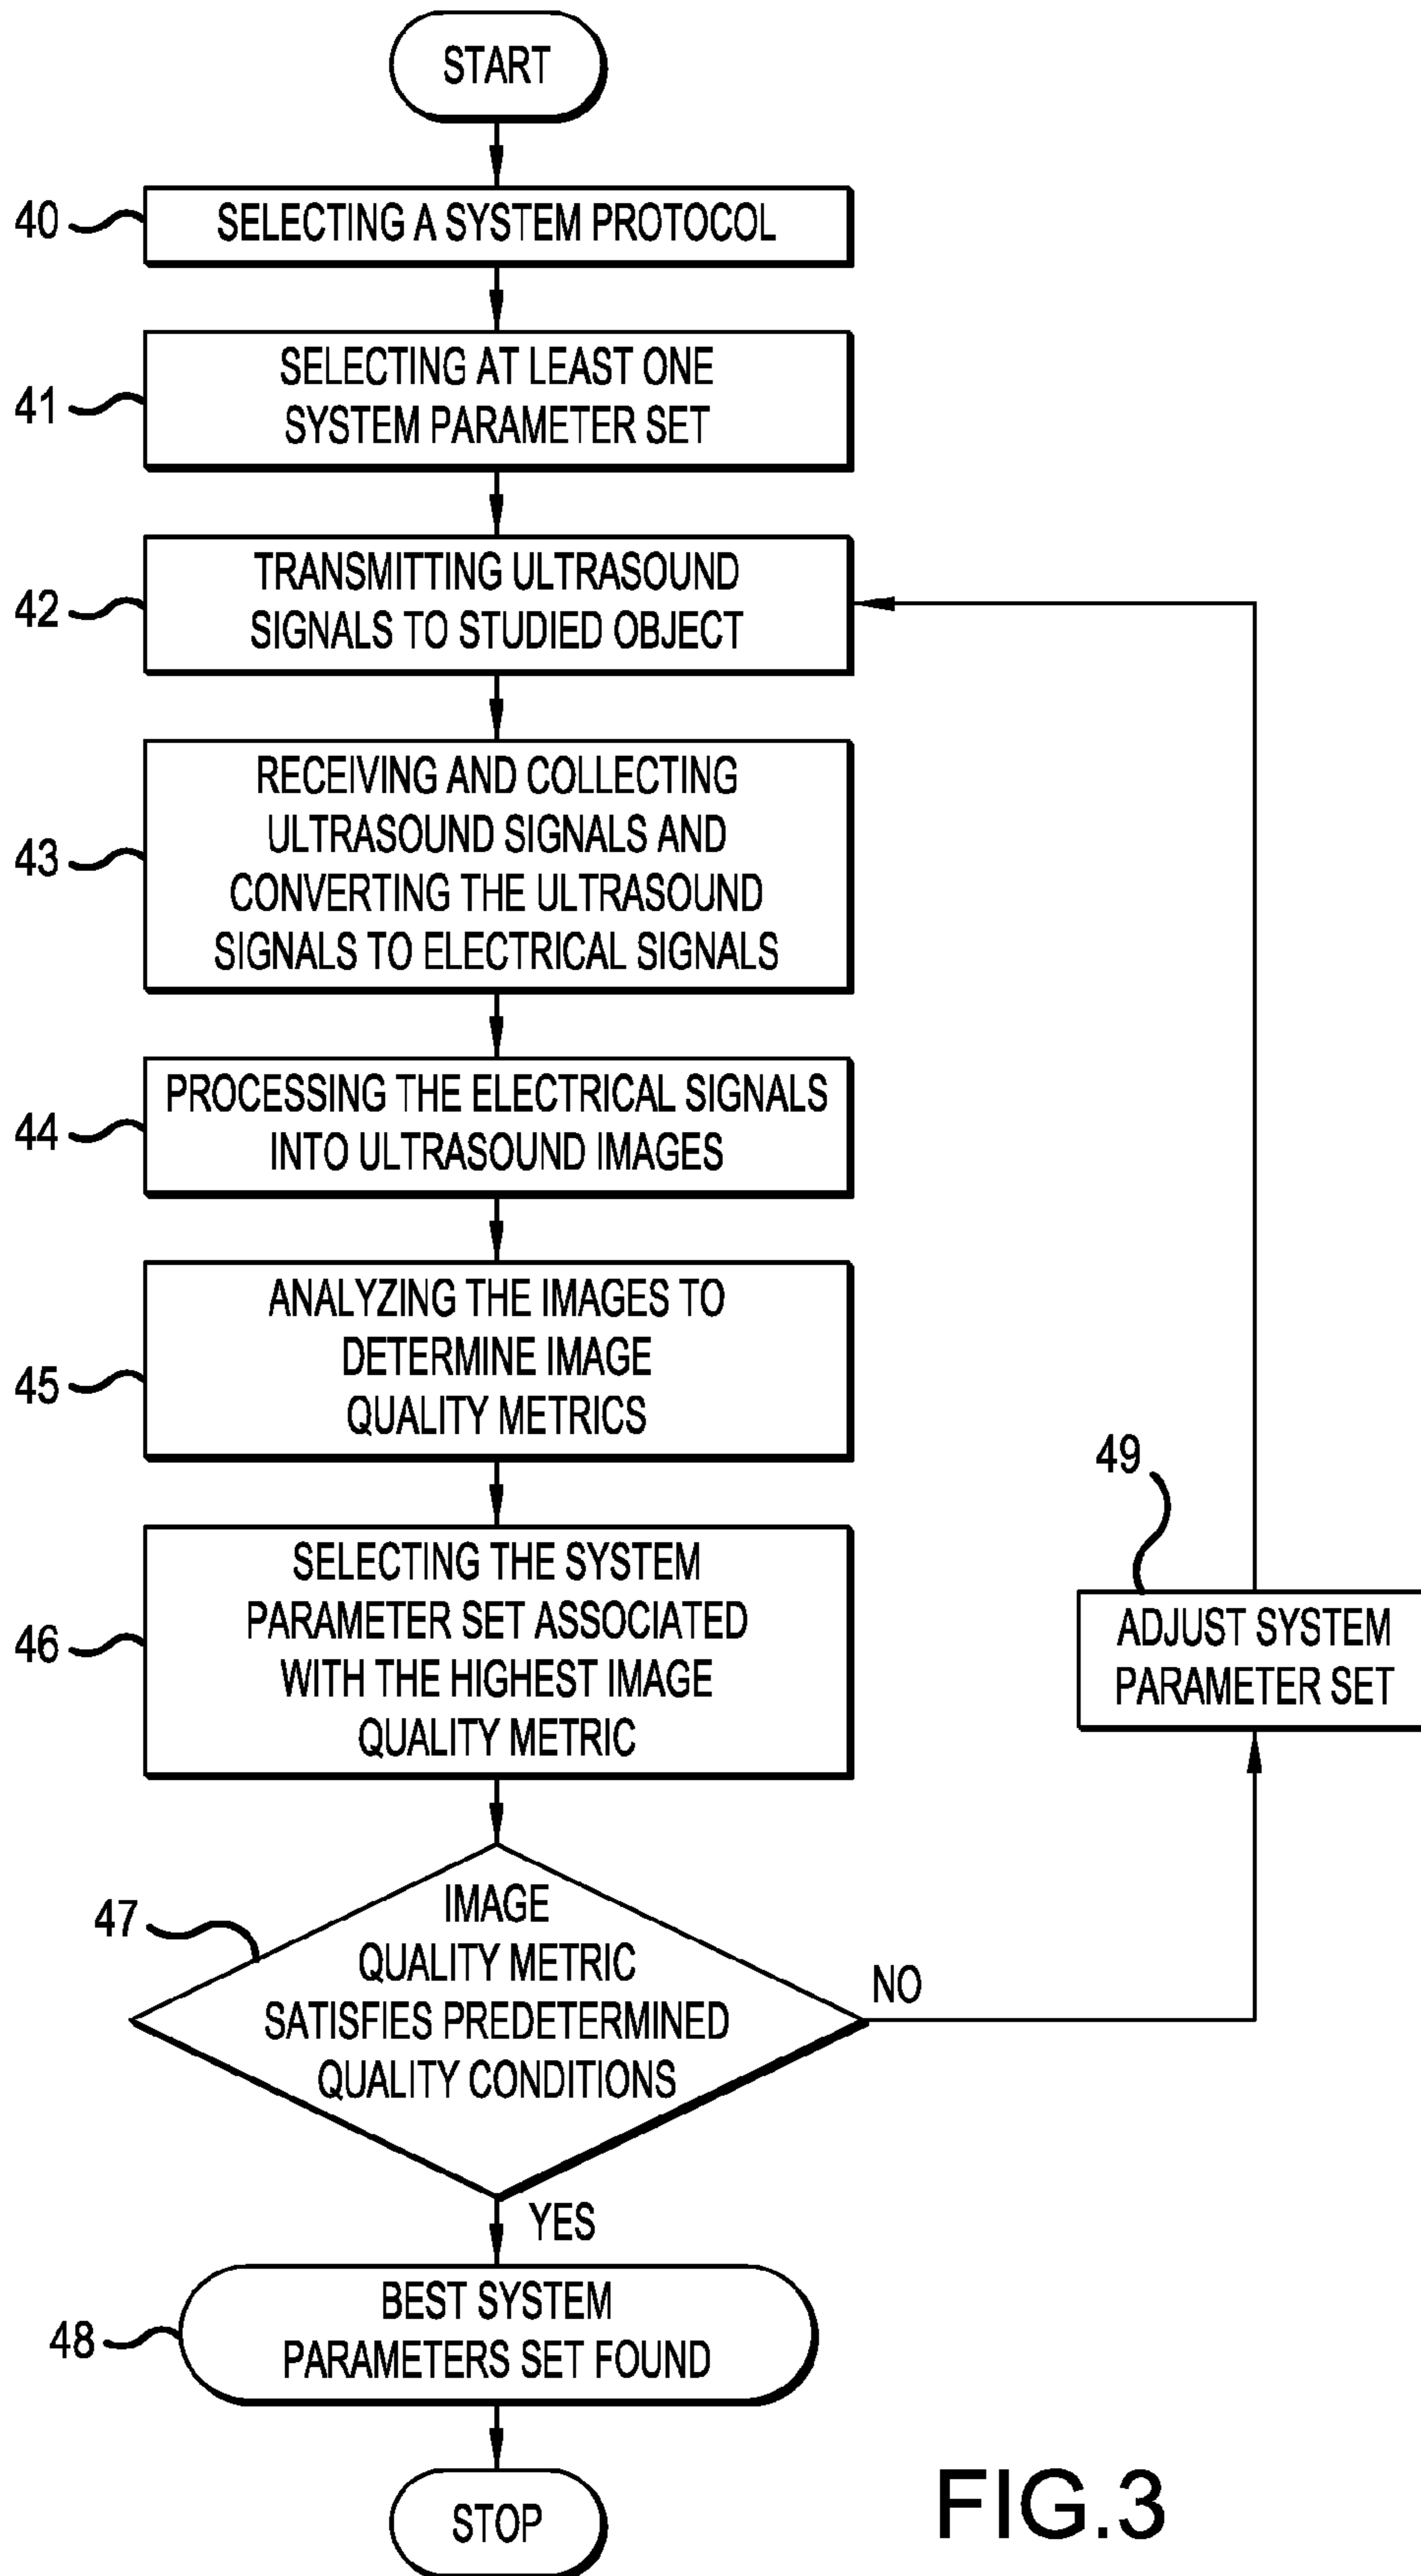 START
40
SELECTING A SYSTEM PROTOCOL
41
SELECTING AT LEAST ONE
SYSTEM PARAMETER SET
42
TRANSMITTING ULTRASOUND
SIGNALS TO STUDIED OBJECT
43
RECEIVING AND COLLECTING
ULTRASOUND SIGNALS AND
CONVERTING THE ULTRASOUND
SIGNALS TO ELECTRICAL SIGNALS
44
PROCESSING THE ELECTRICAL SIGNALS
INTO ULTRASOUND IMAGES
45
ANALYZING THE IMAGES TO
DETERMINE IMAGE
QUALITY METRICS
46
SELECTING THE SYSTEM
PARAMETER SET ASSOCIATED
WITH THE HIGHEST IMAGE
QUALITY METRIC
49
ADJUST SYSTEM
PARAMETER SET
47
IMAGE
QUALITY METRIC
SATISFIES PREDETERMINED
QUALITY CONDITIONS
NO
YES
48
BEST SYSTEM
PARAMETERS SET FOUND
STOP
FIG.3